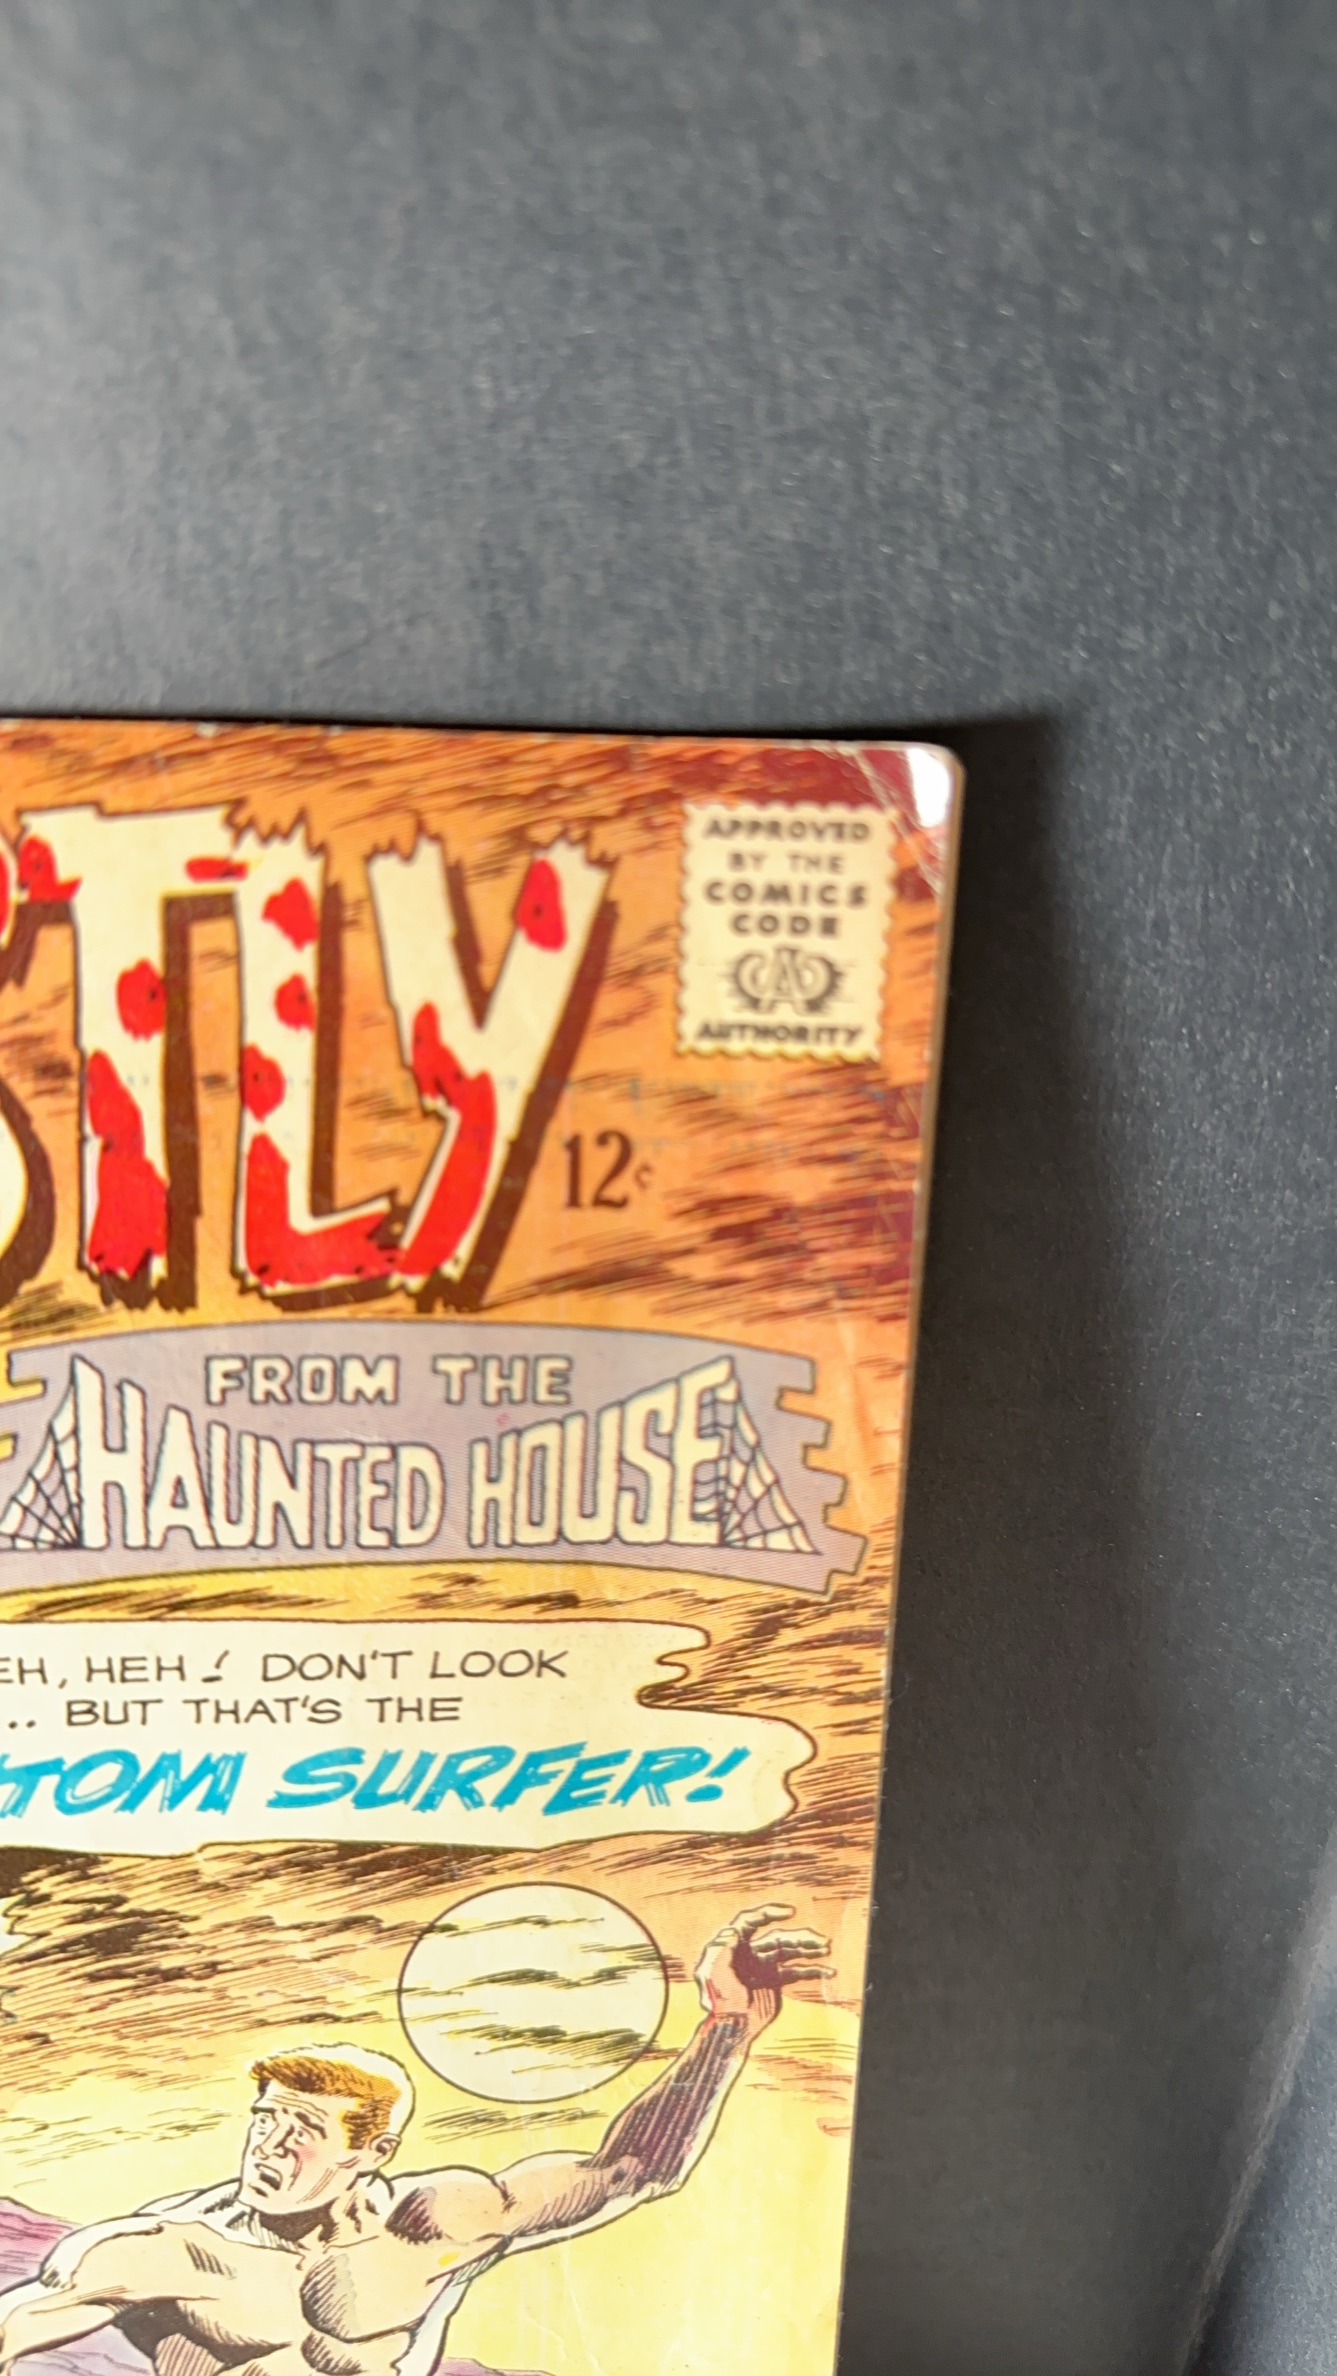 STLY
APPROVED
BY THE
COMICS
CODE
CA
AUTHORITY
12¢
FROM THE
HAUNTED HOUSE
EH, HEH! DON'T LOOK
.. BUT THAT'S THE
TOM SURFER!